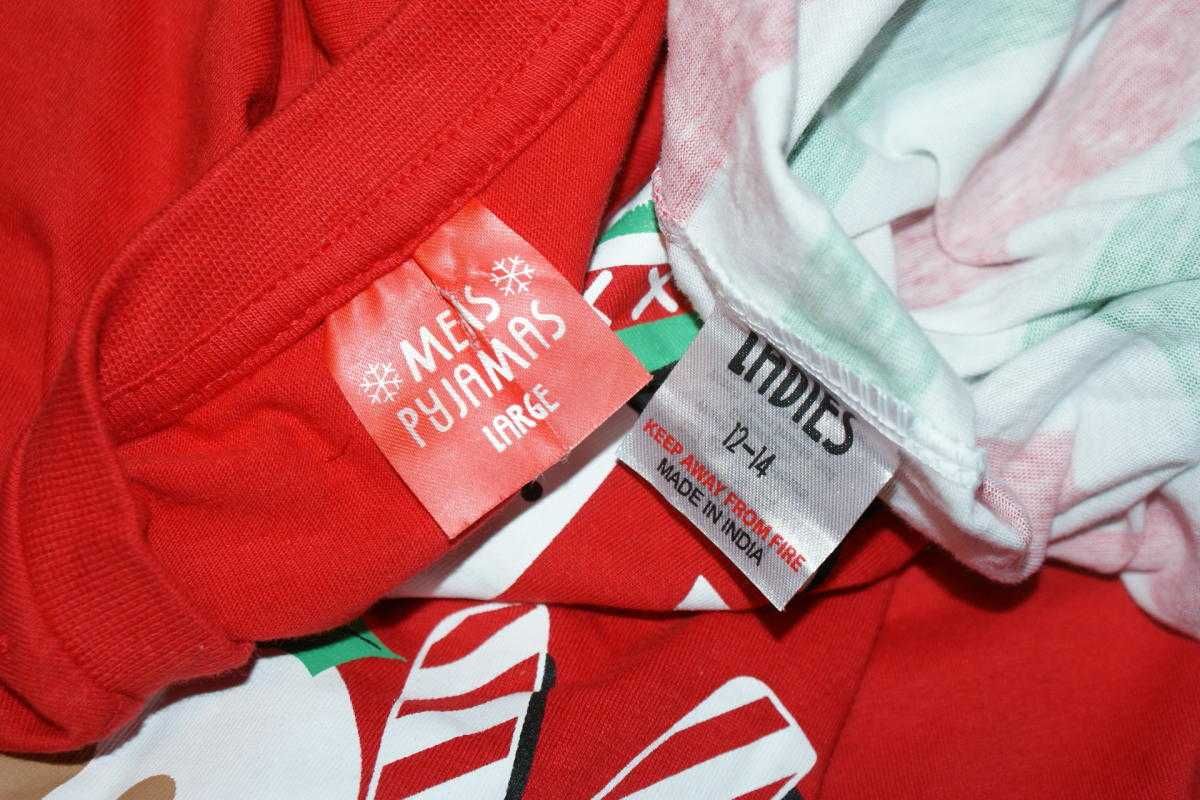 MENS
PYJAMAS
LARGE
LADIES
12-14
KEEP AWAY FROM FIRE
MADE IN INDIA